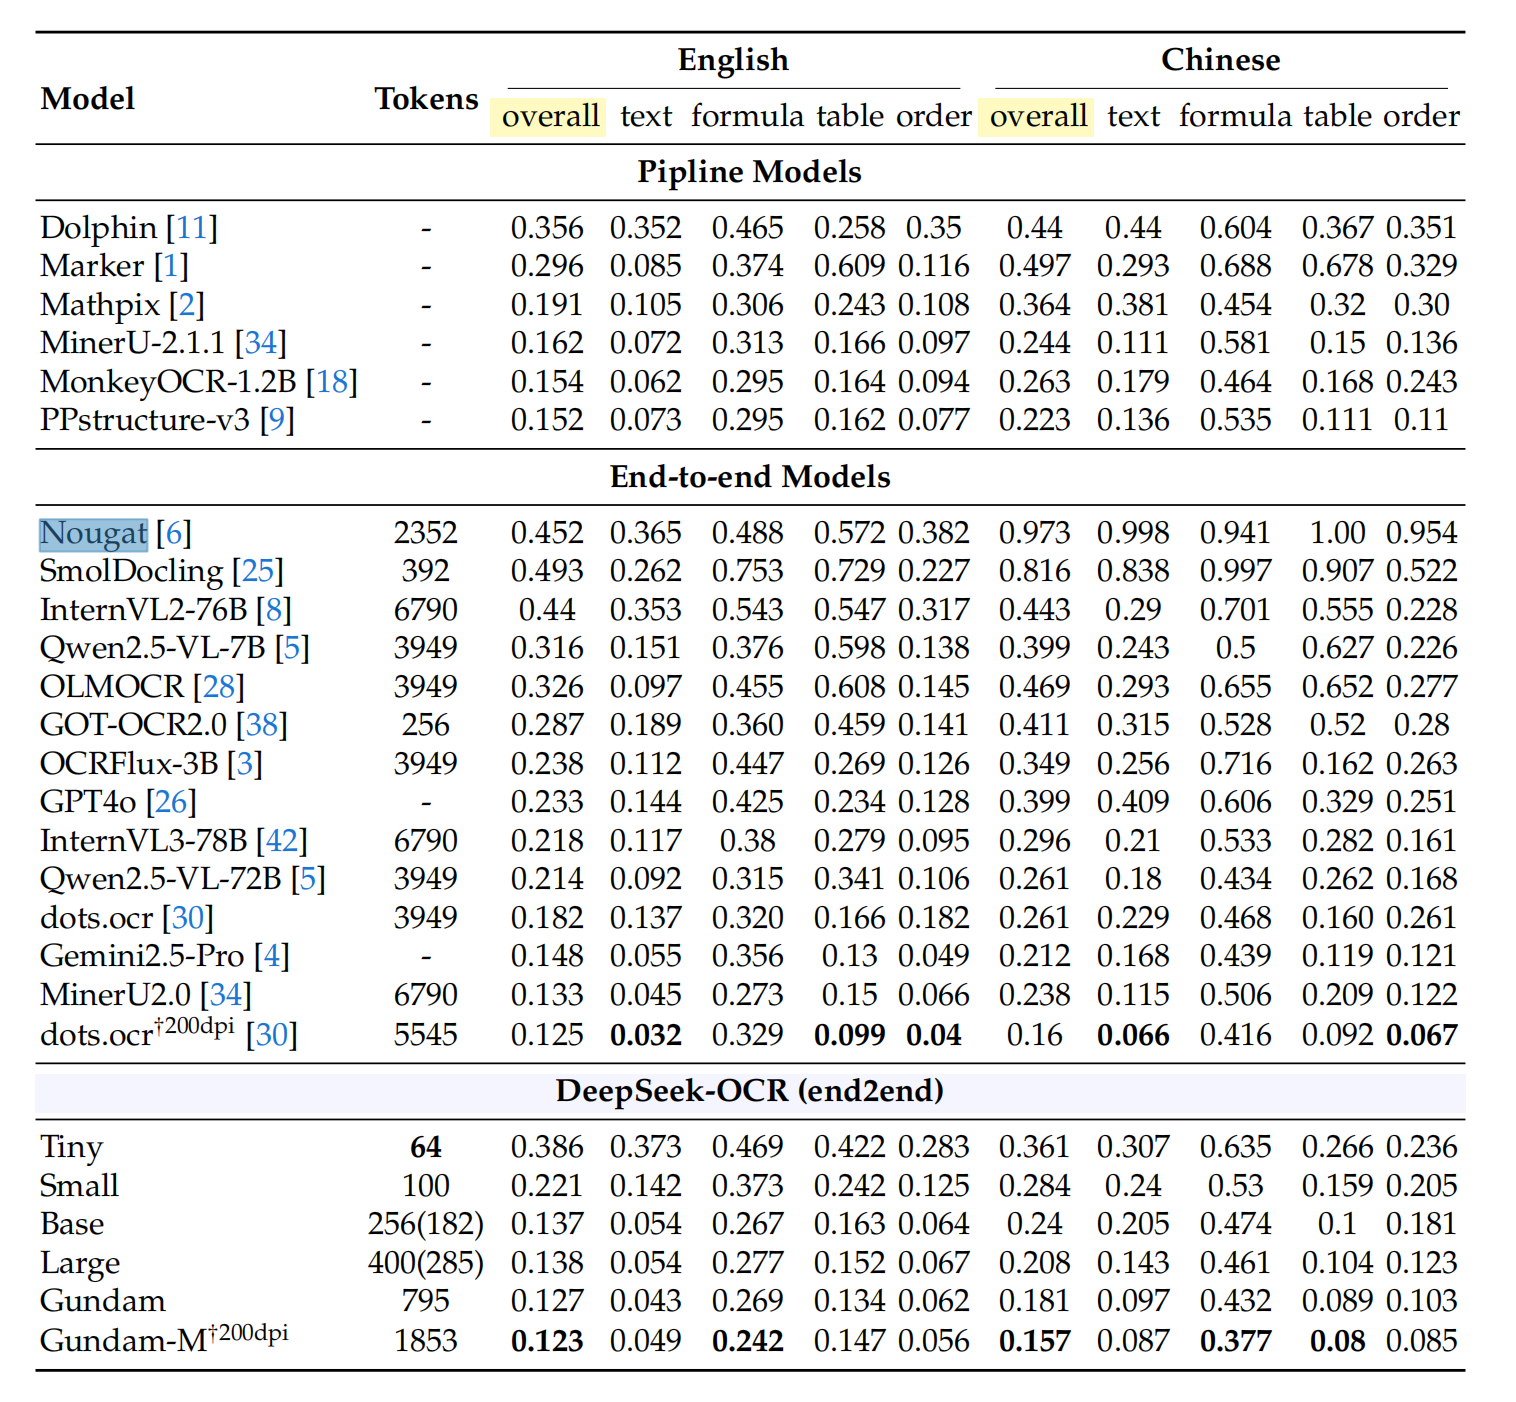 English Chinese
Model Tokens
overall text formula table order overall text formula table order
Pipline Models
Dolphin [11] - 0.356 0.352 0.465 0.258 0.35 0.44 0.44 0.604 0.367 0.351
Marker [1] - 0.296 0.085 0.374 0.609 0.116 0.497 0.293 0.688 0.678 0.329
Mathpix [2] - 0.191 0.105 0.306 0.243 0.108 0.364 0.381 0.454 0.32 0.30
MinerU-2.1.1 [34] - 0.162 0.072 0.313 0.166 0.097 0.244 0.111 0.581 0.15 0.136
MonkeyOCR-1.2B [18] - 0.154 0.062 0.295 0.164 0.094 0.263 0.179 0.464 0.168 0.243
PPstructure-v3 [9] - 0.152 0.073 0.295 0.162 0.077 0.223 0.136 0.535 0.111 0.11
End-to-end Models
Nougat [6] 2352 0.452 0.365 0.488 0.572 0.382 0.973 0.998 0.941 1.00 0.954
SmolDocling [25] 392 0.493 0.262 0.753 0.729 0.227 0.816 0.838 0.997 0.907 0.522
InternVL2-76B [8] 6790 0.44 0.353 0.543 0.547 0.317 0.443 0.29 0.701 0.555 0.228
Qwen2.5-VL-7B [5] 3949 0.316 0.151 0.376 0.598 0.138 0.399 0.243 0.5 0.627 0.226
OLMOCR [28] 3949 0.326 0.097 0.455 0.608 0.145 0.469 0.293 0.655 0.652 0.277
GOT-OCR2.0 [38] 256 0.287 0.189 0.360 0.459 0.141 0.411 0.315 0.528 0.52 0.28
OCRFlux-3B [3] 3949 0.238 0.112 0.447 0.269 0.126 0.349 0.256 0.716 0.162 0.263
GPT4o [26] - 0.233 0.144 0.425 0.234 0.128 0.399 0.409 0.606 0.329 0.251
InternVL3-78B [42] 6790 0.218 0.117 0.38 0.279 0.095 0.296 0.21 0.533 0.282 0.161
Qwen2.5-VL-72B [5] 3949 0.214 0.092 0.315 0.341 0.106 0.261 0.18 0.434 0.262 0.168
dots.ocr [30] 3949 0.182 0.137 0.320 0.166 0.182 0.261 0.229 0.468 0.160 0.261
Gemini2.5-Pro [4] - 0.148 0.055 0.356 0.13 0.049 0.212 0.168 0.439 0.119 0.121
MinerU2.0 [34] 6790 0.133 0.045 0.273 0.15 0.066 0.238 0.115 0.506 0.209 0.122
dots.ocr†200dpi [30] 5545 0.125 0.032 0.329 0.099 0.04 0.16 0.066 0.416 0.092 0.067
DeepSeek-OCR (end2end)
Tiny 64 0.386 0.373 0.469 0.422 0.283 0.361 0.307 0.635 0.266 0.236
Small 100 0.221 0.142 0.373 0.242 0.125 0.284 0.24 0.53 0.159 0.205
Base 256(182) 0.137 0.054 0.267 0.163 0.064 0.24 0.205 0.474 0.1 0.181
Large 400(285) 0.138 0.054 0.277 0.152 0.067 0.208 0.143 0.461 0.104 0.123
Gundam 795 0.127 0.043 0.269 0.134 0.062 0.181 0.097 0.432 0.089 0.103
Gundam-M†200dpi 1853 0.123 0.049 0.242 0.147 0.056 0.157 0.087 0.377 0.08 0.085